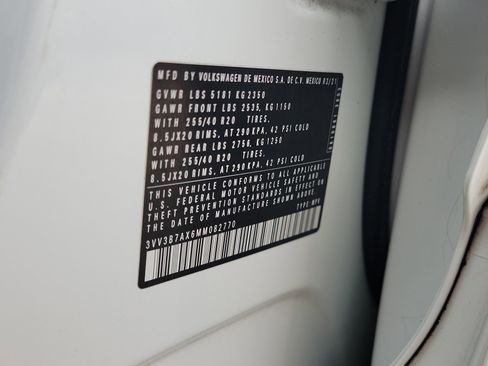 MFD BY VOLKSWAGEN DE MEXICO S.A. DE C.V. MEXICO 02/21
GVWR LBS 5181 KG 2350
GAWR FRONT LBS 2535, KG 1150
WITH 255/40 R20 TIRES,
8.5JX20 RIMS, AT 290 KPA, 42 PSI COLD
GAWR REAR LBS 2756, KG 1250
WITH 255/40 R20 TIRES,
8.5JX20 RIMS, AT 290 KPA, 42 PSI COLD
THIS VEHICLE CONFORMS TO ALL APPLICABLE
U.S. FEDERAL MOTOR VEHICLE SAFETY AND
THEFT PREVENTION STANDARDS IN EFFECT ON
THE DATE OF MANUFACTURE SHOWN ABOVE.
3VV3B7AX6MM082770 TYPE: MPV